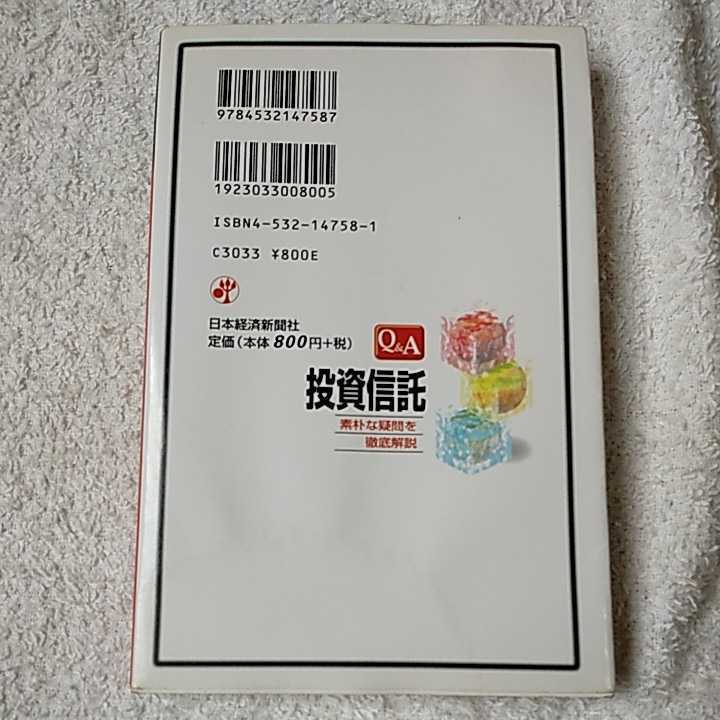 9784532147587
1923033008005
ISBN4-532-14758-1
C3033 ¥800E
日本経済新聞社
定価(本体800円+税)
Q&A
投資信託
素朴な疑問を
徹底解説